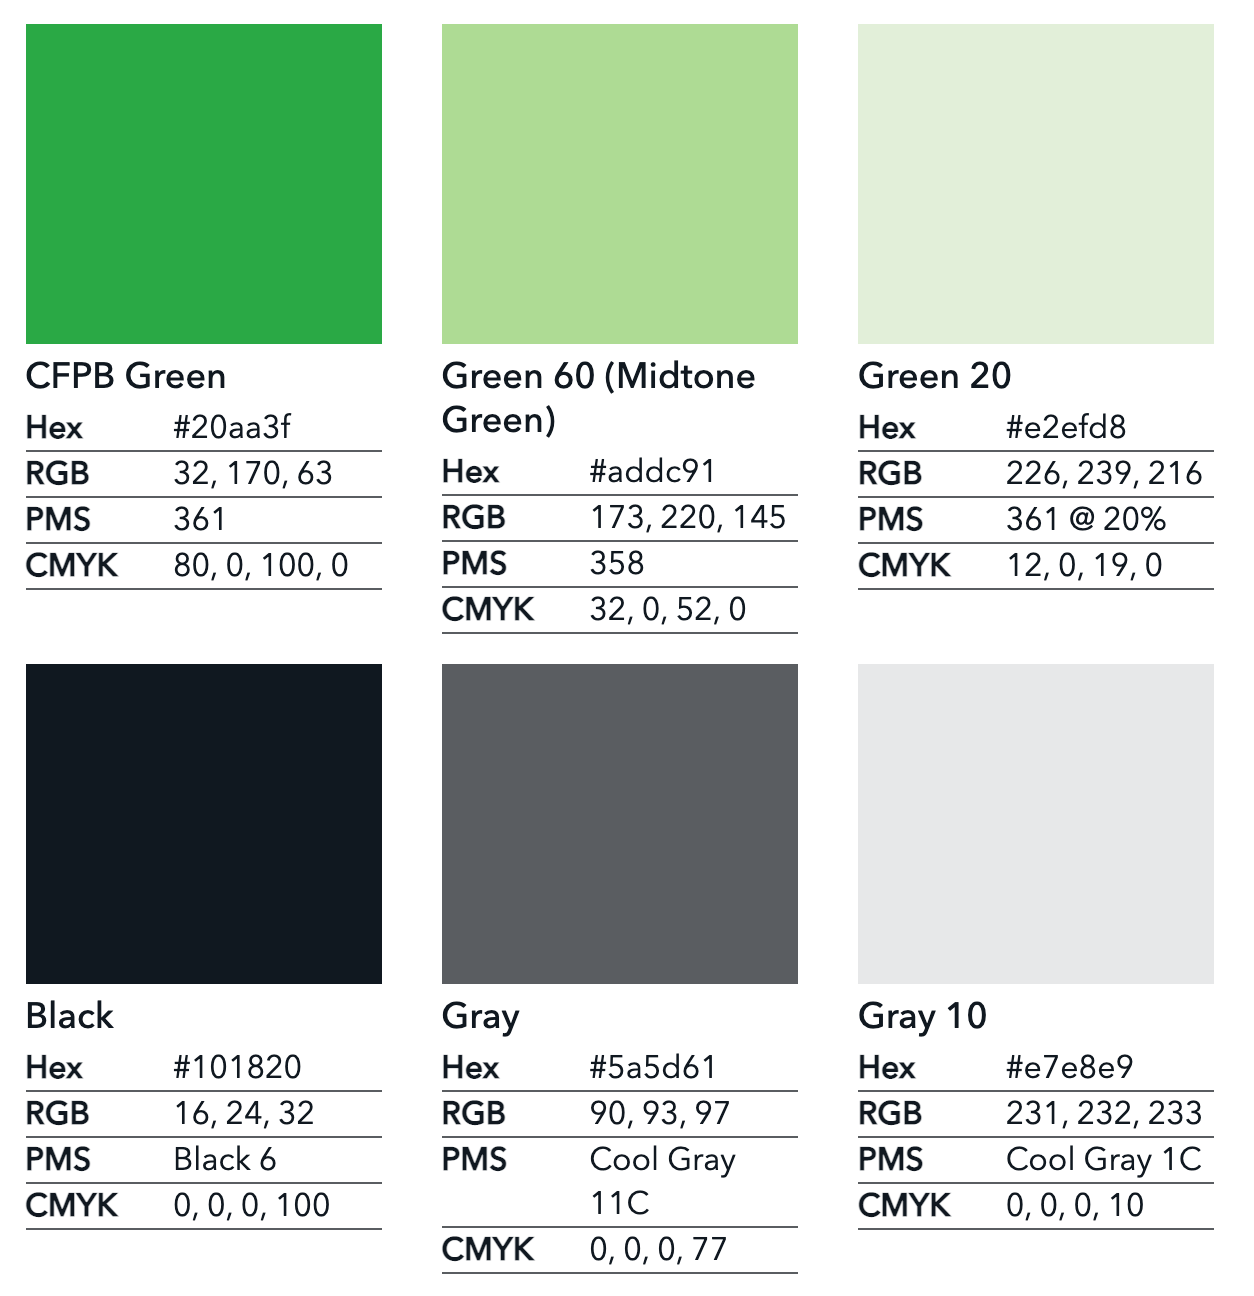 CFPB Green
Hex #20aa3f
RGB 32, 170, 63
PMS 361
CMYK 80, 0, 100, 0
Green 60 (Midtone
Green)
Hex #addc91
RGB 173, 220, 145
PMS 358
CMYK 32, 0, 52, 0
Green 20
Hex #e2efd8
RGB 226, 239, 216
PMS 361 @ 20%
CMYK 12, 0, 19, 0
Black
Hex #101820
RGB 16, 24, 32
PMS Black 6
CMYK 0, 0, 0, 100
Gray
Hex #5a5d61
RGB 90, 93, 97
PMS Cool Gray
11C
CMYK 0, 0, 0, 77
Gray 10
Hex #e7e8e9
RGB 231, 232, 233
PMS Cool Gray 1C
CMYK 0, 0, 0, 10